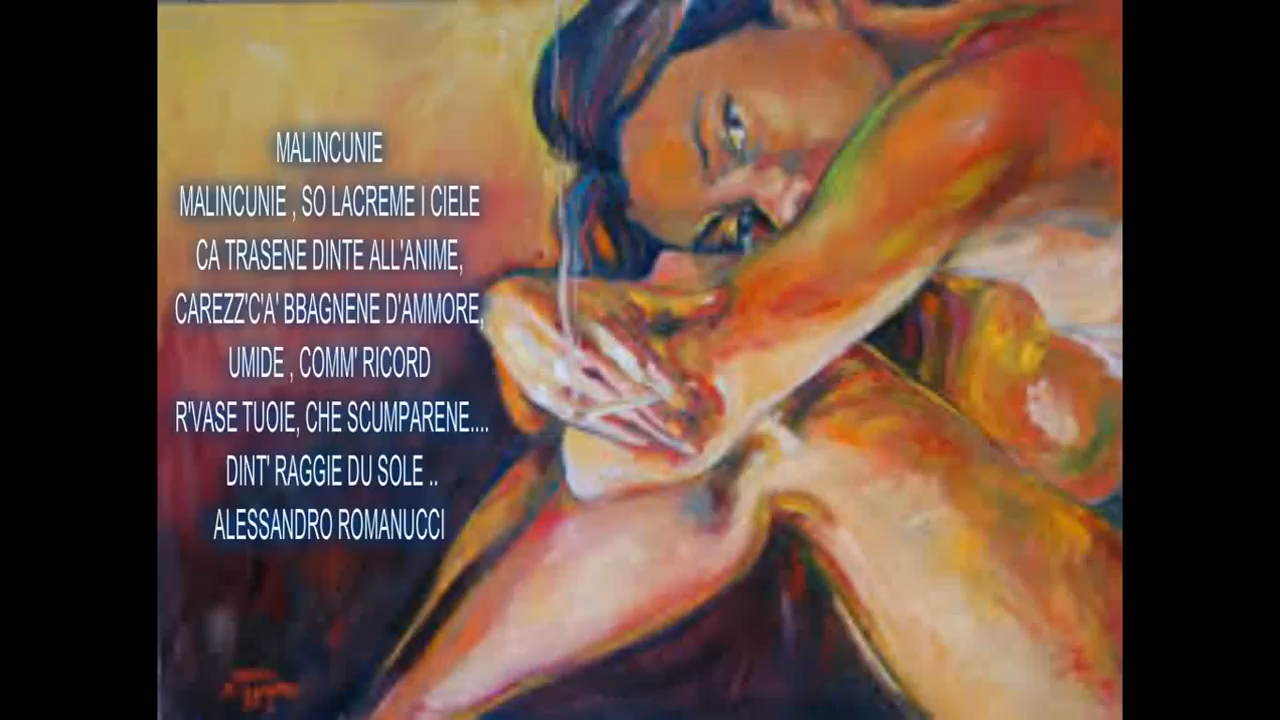 MALINCUNIE
MALINCUNIE , SO LACREME I CIELE
CA TRASENE DINTE ALL'ANIME,
CAREZZ'C'A' BBAGNENE D'AMMORE,
UMIDE , COMM' RICORD
R'VASE TUOIE, CHE SCUMPARENE....
DINT' RAGGIE DU SOLE ..
ALESSANDRO ROMANUCCI